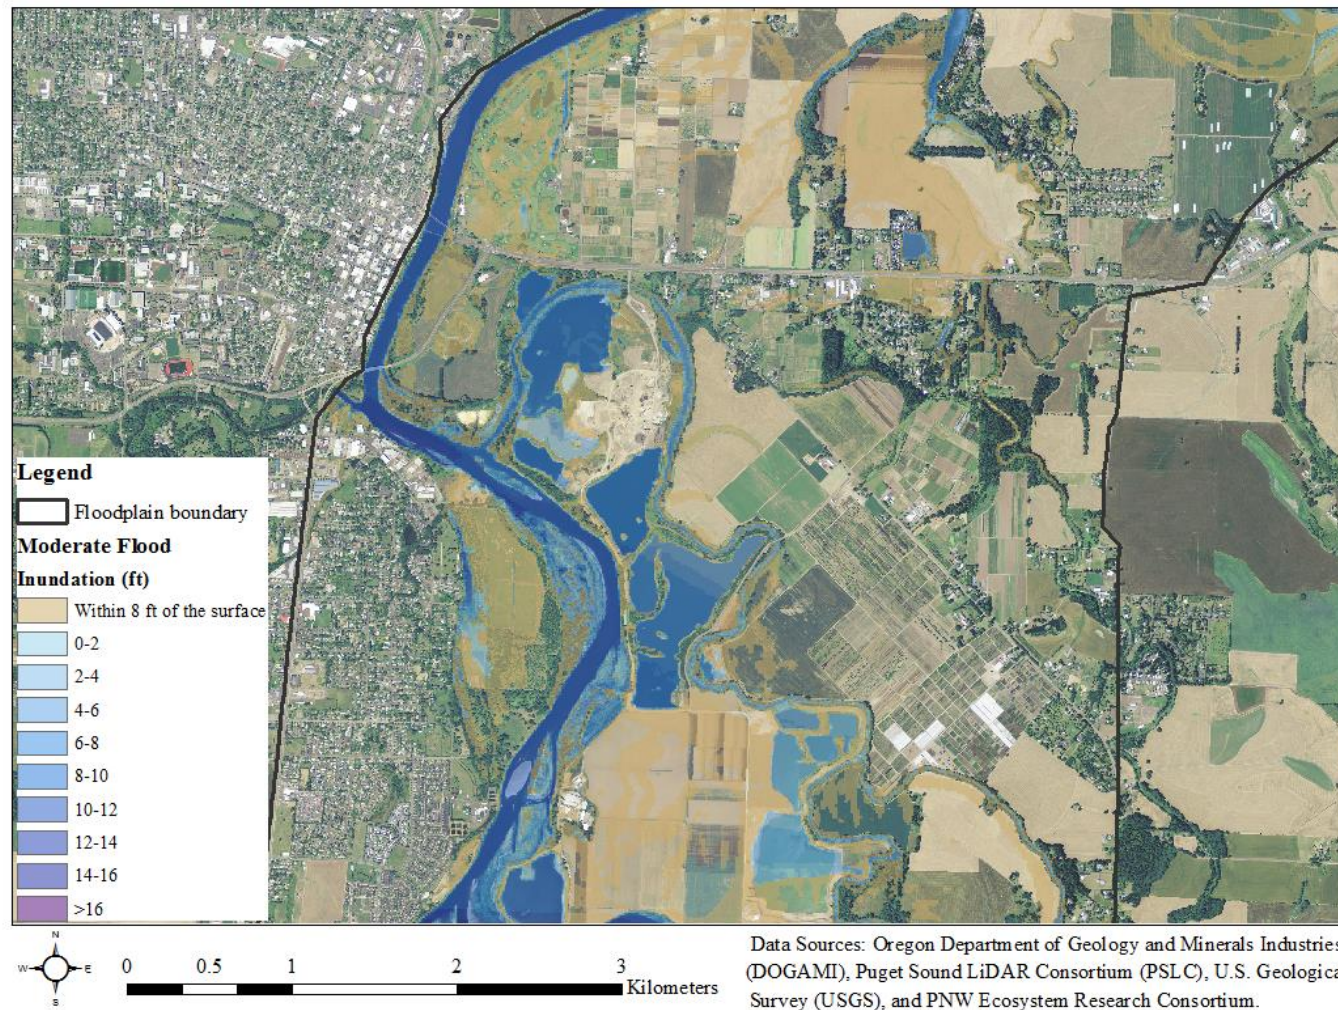 Legend
Floodplain boundary
Moderate Flood
Inundation (ft)
Within 8 ft of the surface
0-2
2-4
4-6
6-8
8-10
10-12
12-14
14-16
>16
N
W E
S
0 0.5 1 2 3
Kilometers
Data Sources: Oregon Department of Geology and Minerals Industries
(DOGAMI), Puget Sound LiDAR Consortium (PSLC), U.S. Geologica
Survey (USGS), and PNW Ecosystem Research Consortium.